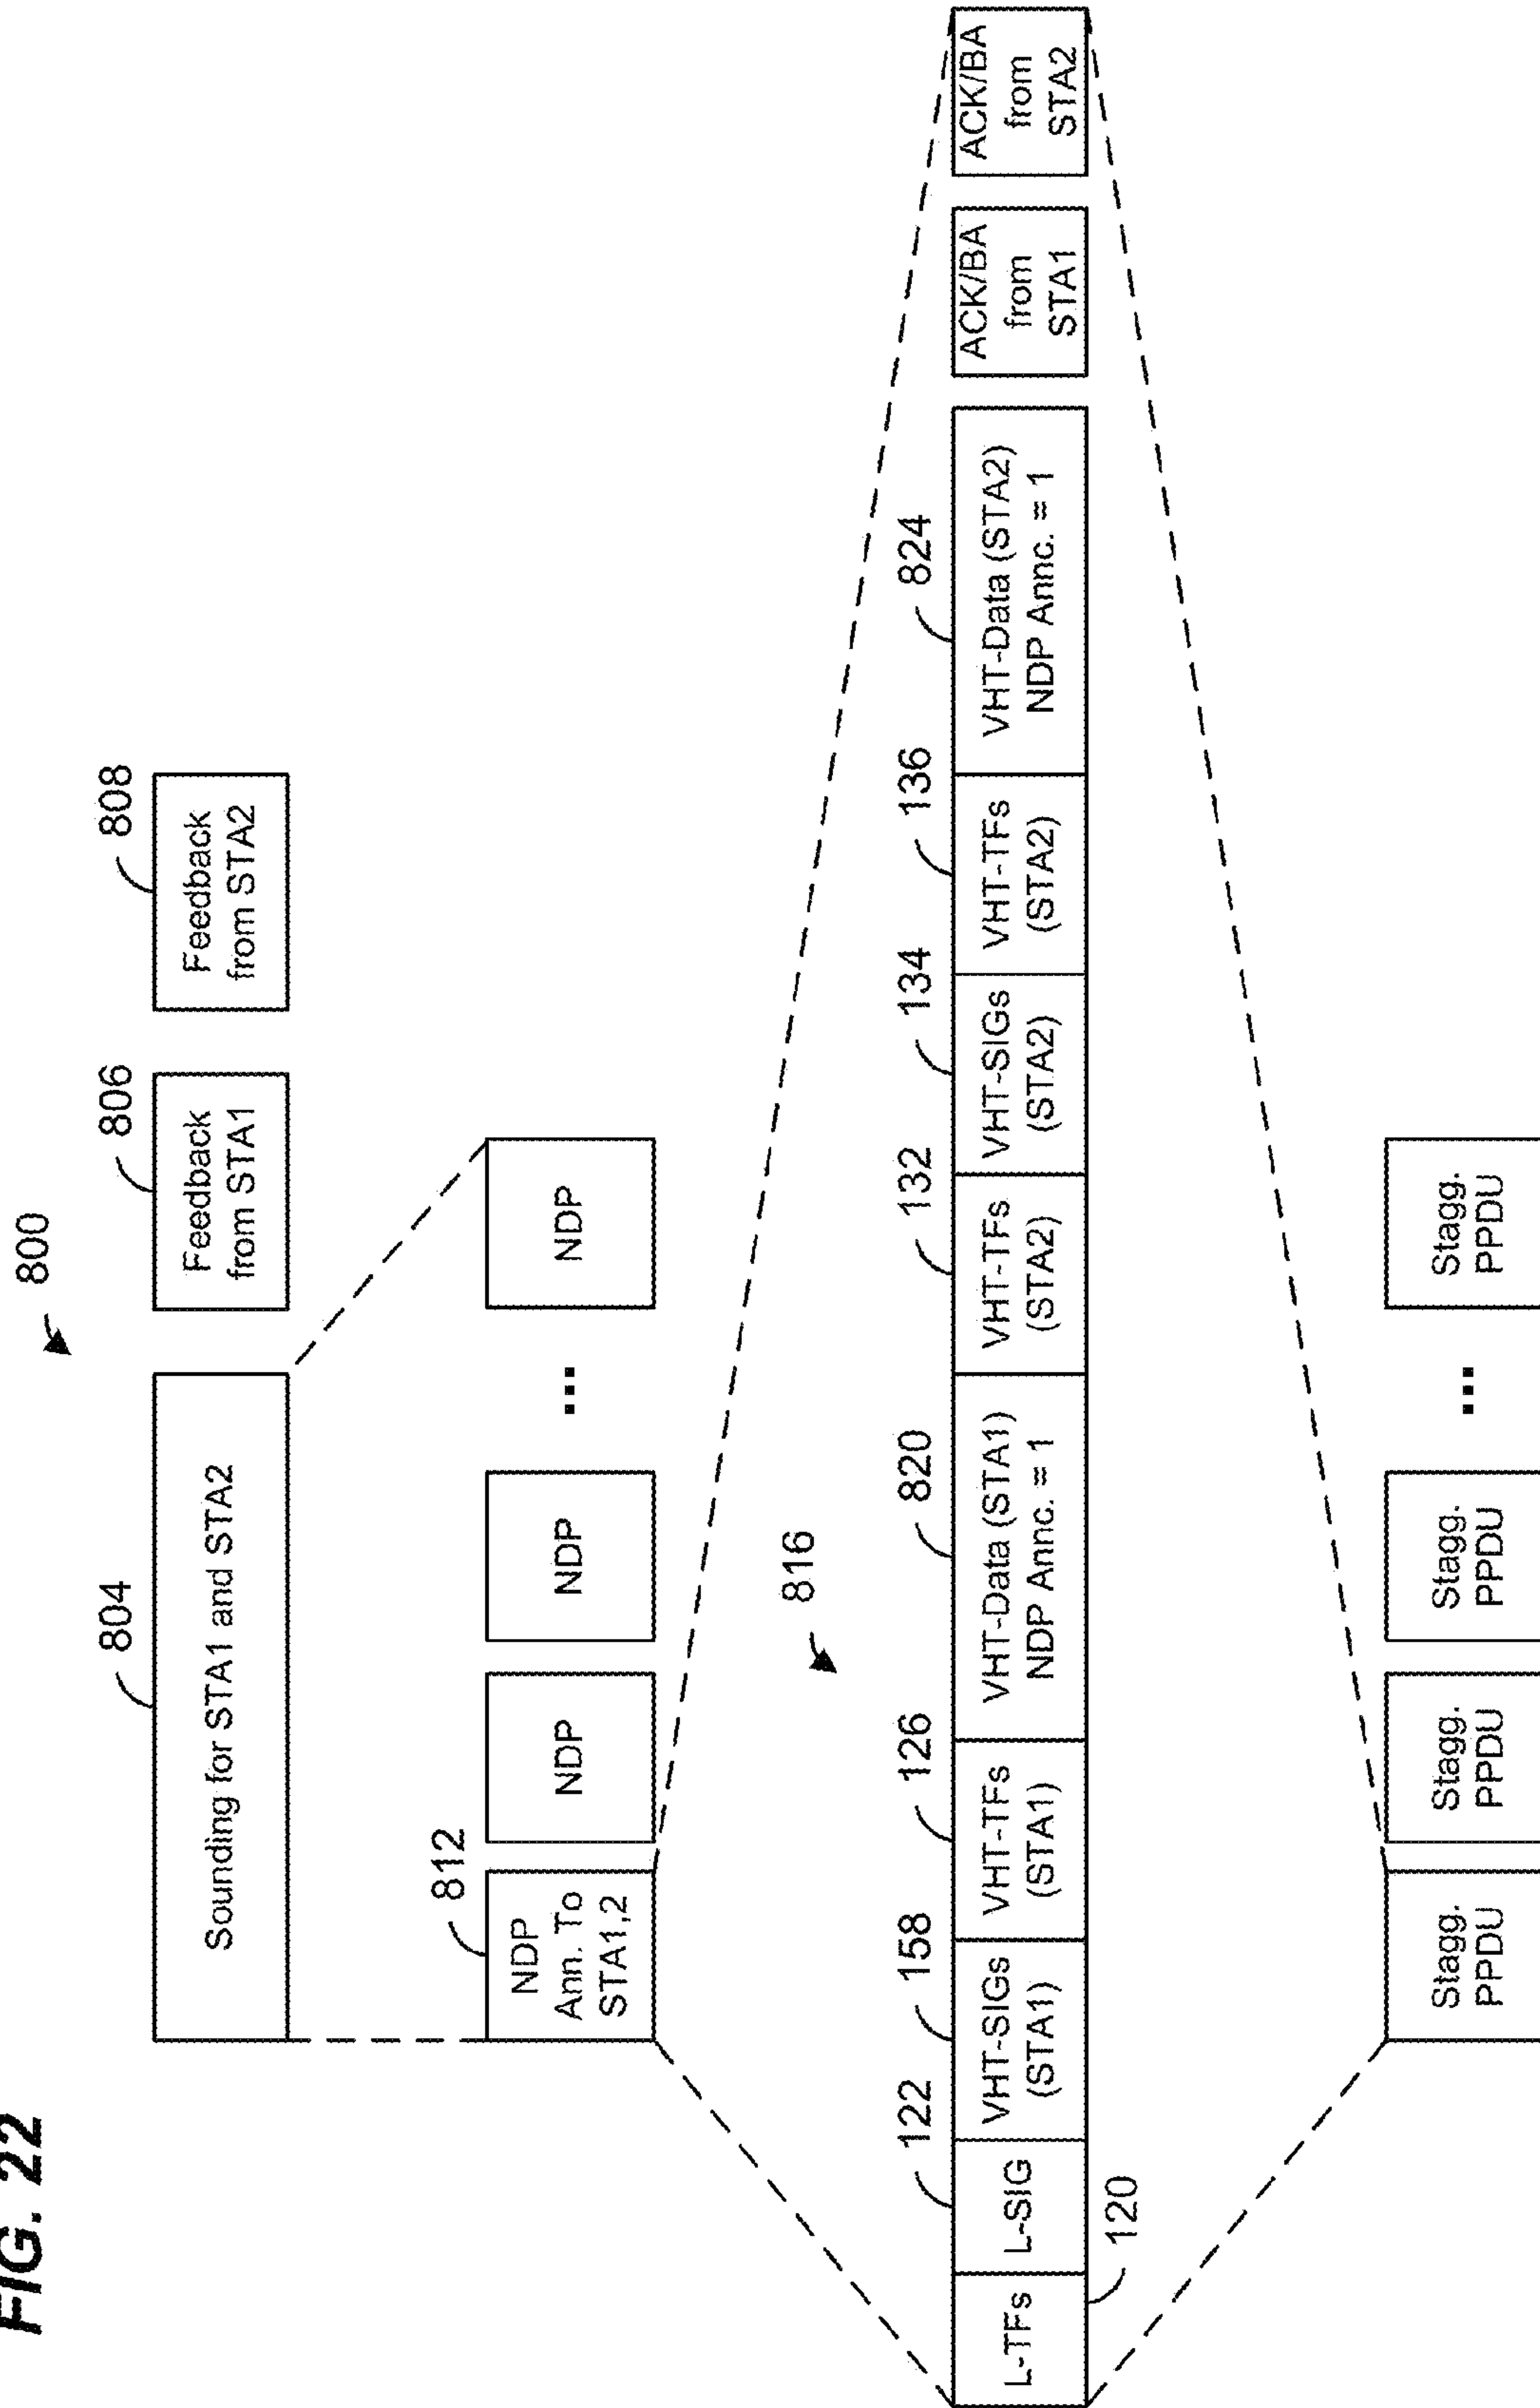 FIG. 22
800
804
806
808
Sounding for STA1 and STA2
Feedback
from STA1
Feedback
from STA2
812
NDP
Ann. To
STA1,2
NDP
NDP
...
NDP
816
122
158
126
820
132
134
136
824
L-TFs
L-SIG
VHT-SIGs
(STA1)
VHT-TFs
(STA1)
VHT-Data (STA1)
NDP Annc. = 1
VHT-TFs
(STA2)
VHT-SIGs
(STA2)
VHT-TFs
(STA2)
VHT-Data (STA2)
NDP Annc. = 1
ACK/BA
from
STA1
ACK/BA
from
STA2
120
Stagg.
PPDU
Stagg.
PPDU
Stagg.
PPDU
...
Stagg.
PPDU